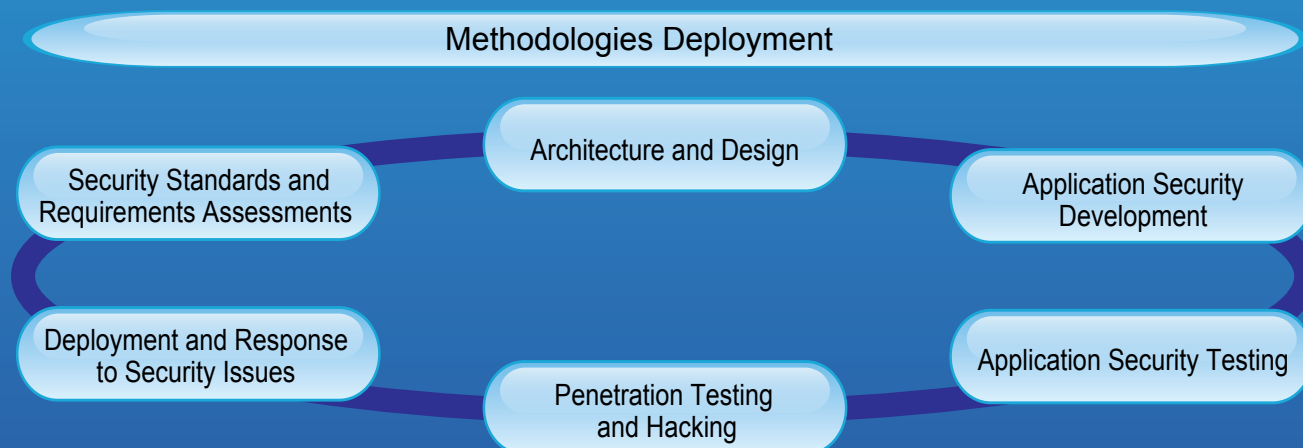 Methodologies Deployment
Architecture and Design
Security Standards and
Requirements Assessments
Application Security
Development
Deployment and Response
to Security Issues
Application Security Testing
Penetration Testing
and Hacking